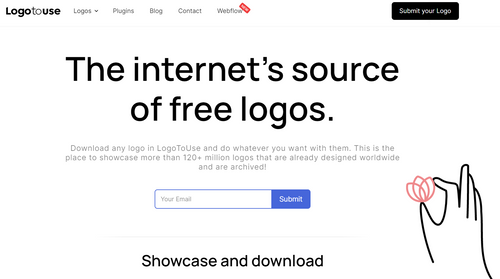 Logotouse Logos Plugins Blog Contact Webflow Submit your Logo
The internet's source
of free logos.
Download any logo in LogoToUse and do whatever you want with them. This is the
place to showcase more than 120+ million logos that are already designed worldwide
and are archived!
Your Email Submit
Showcase and download